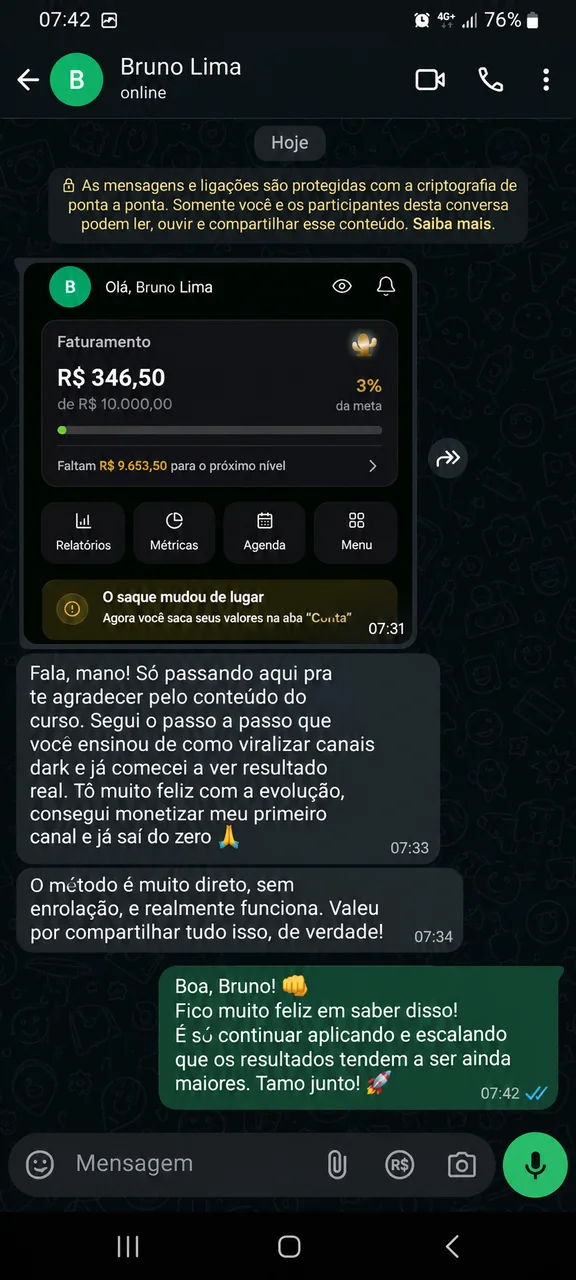 07:42
4G+ 76%
B
Bruno Lima
online
Hoje
As mensagens e ligações são protegidas com a criptografia de
ponta a ponta. Somente você e os participantes desta conversa
podem ler, ouvir e compartilhar esse conteúdo. Saiba mais.
B
Olá, Bruno Lima
Faturamento
R$ 346,50
3%
de R$ 10.000,00
da meta
Faltam R$ 9.653,50 para o próximo nível
Relatórios
Métricas
Agenda
Menu
O saque mudou de lugar
Agora você saca seus valores na aba “Conta”
07:31
Fala, mano! Só passando aqui pra
te agradecer pelo conteúdo do
curso. Segui o passo a passo que
você ensinou de como viralizar canais
dark e já comecei a ver resultado
real. Tô muito feliz com a evolução,
consegui monetizar meu primeiro
canal e já saí do zero 🙏
07:33
O método é muito direto, sem
enrolação, e realmente funciona. Valeu
por compartilhar tudo isso, de verdade!
07:34
Boa, Bruno! 👊
Fico muito feliz em saber disso!
É só continuar aplicando e escalando
que os resultados tendem a ser ainda
maiores. Tamo junto! 🚀
07:42
Mensagem
R$